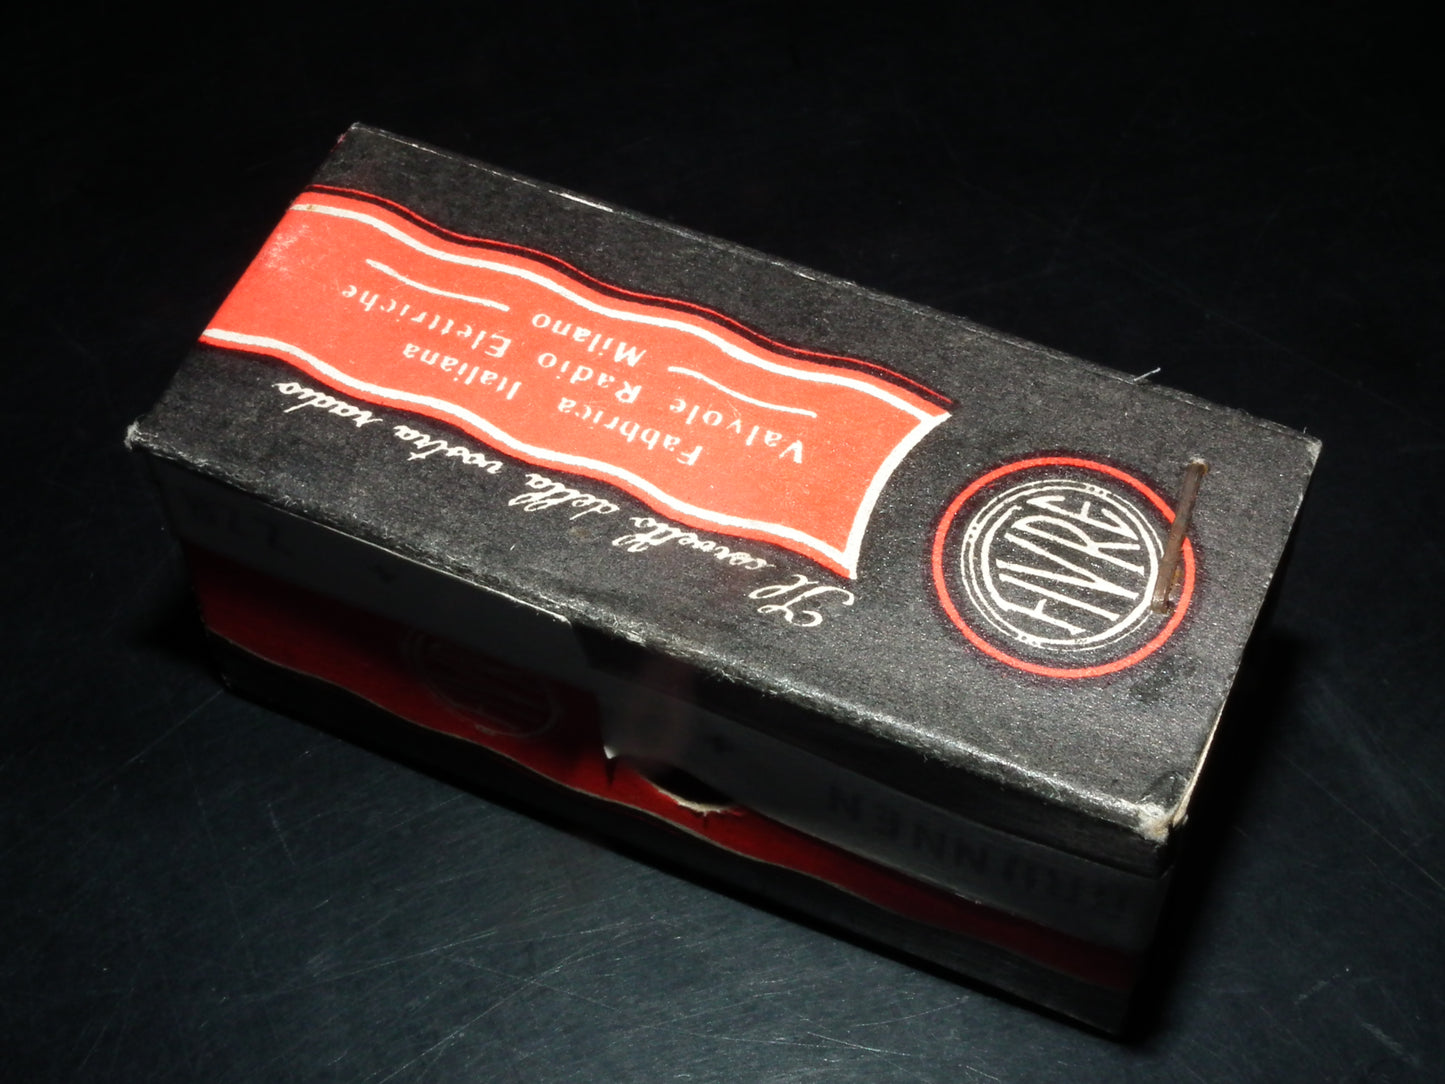 FIVRE
Il cervello della vostra radio
Fabbrica Italiana
Valvole Radio Elettriche
Milano